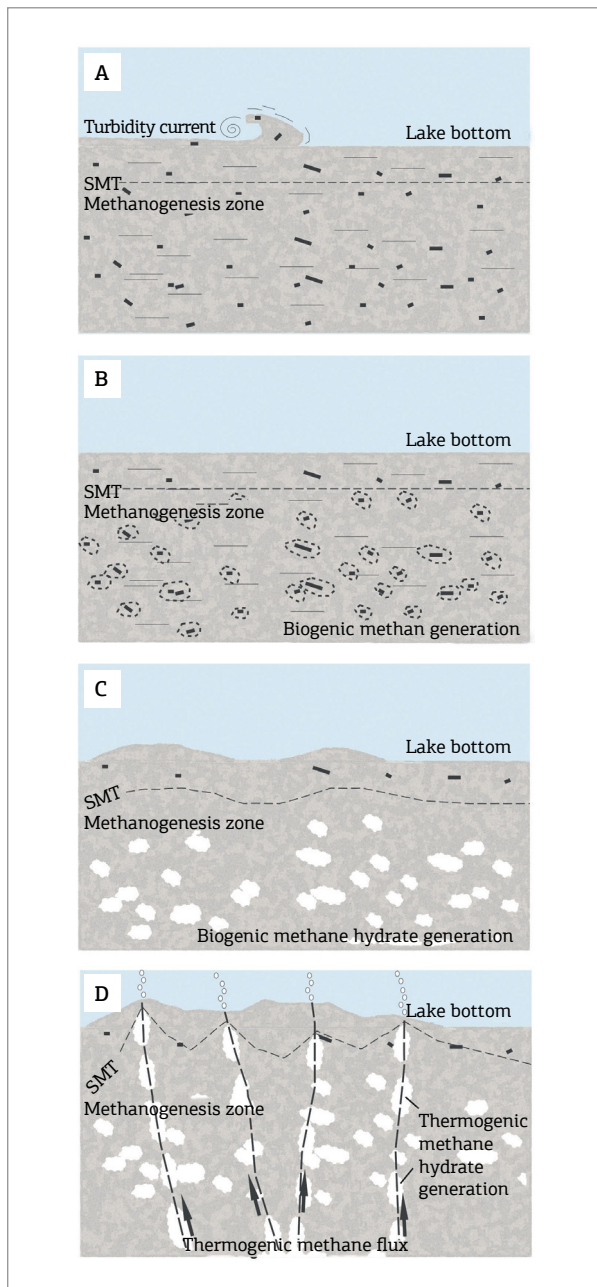 A
Turbidity current
Lake bottom
SMT
Methanogenesis zone
B
Lake bottom
SMT
Methanogenesis zone
Biogenic methan generation
C
Lake bottom
SMT
Methanogenesis zone
Biogenic methane hydrate generation
D
Lake bottom
SMT
Methanogenesis zone
Thermogenic
methane
hydrate
generation
Thermogenic methane flux